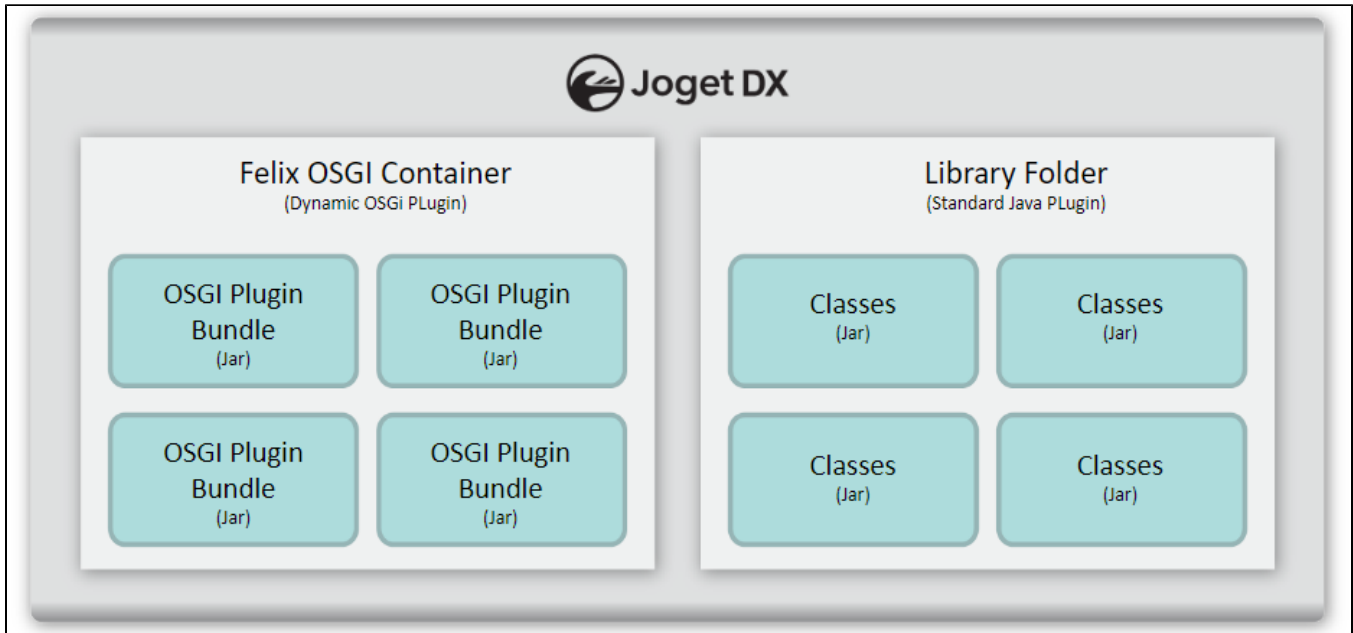 Joget DX
Felix OSGI Container
(Dynamic OSGi PLugin)
OSGI Plugin
Bundle
(Jar)
OSGI Plugin
Bundle
(Jar)
OSGI Plugin
Bundle
(Jar)
OSGI Plugin
Bundle
(Jar)
Library Folder
(Standard Java PLugin)
Classes
(Jar)
Classes
(Jar)
Classes
(Jar)
Classes
(Jar)